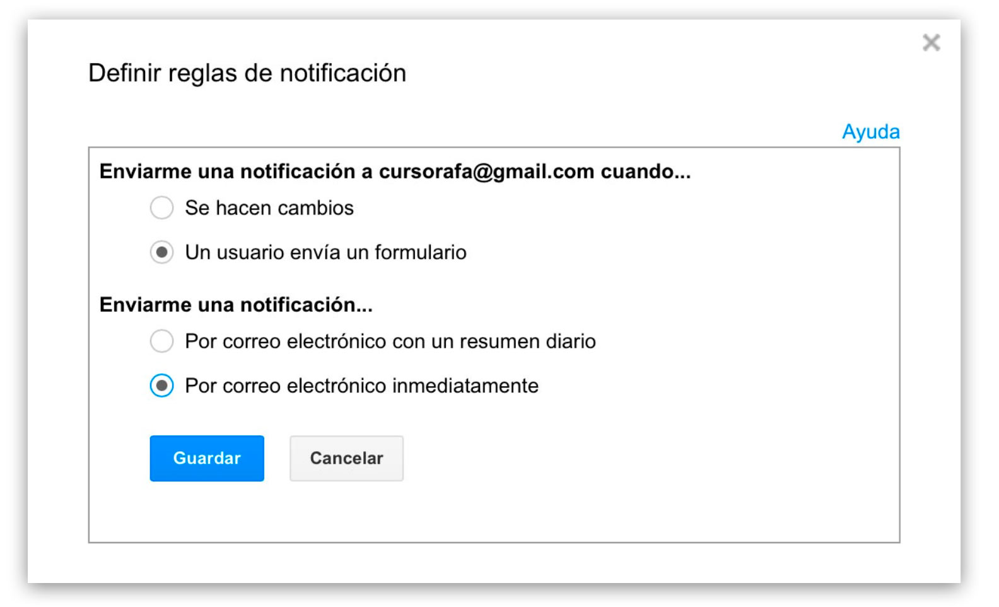 Definir reglas de notificación
Ayuda
Enviarme una notificación a cursorafa@gmail.com cuando...
Se hacen cambios
Un usuario envía un formulario
Enviarme una notificación...
Por correo electrónico con un resumen diario
Por correo electrónico inmediatamente
Guardar Cancelar